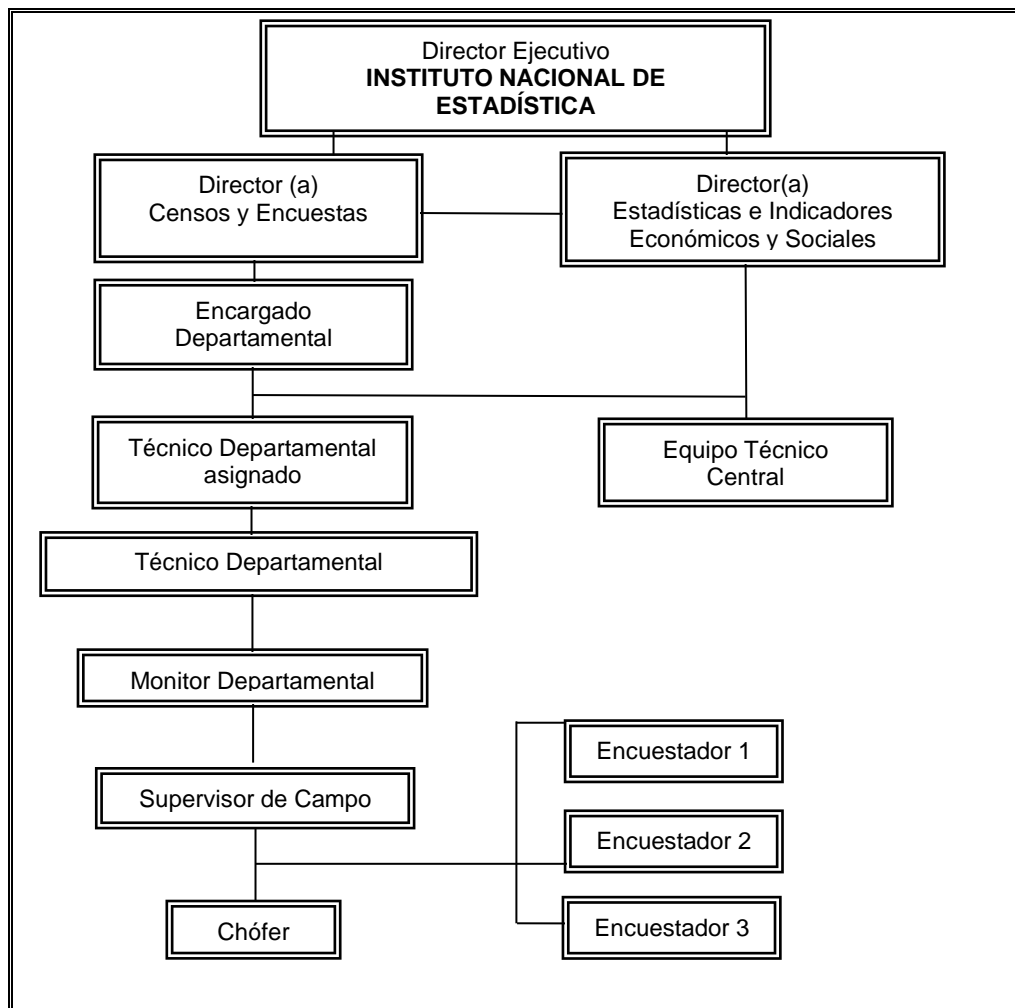 Director Ejecutivo
INSTITUTO NACIONAL DE
ESTADÍSTICA
Director (a)
Censos y Encuestas
Director(a)
Estadísticas e Indicadores
Económicos y Sociales
Encargado
Departamental
Técnico Departamental
asignado
Equipo Técnico
Central
Técnico Departamental
Monitor Departamental
Supervisor de Campo
Encuestador 1
Encuestador 2
Encuestador 3
Chófer